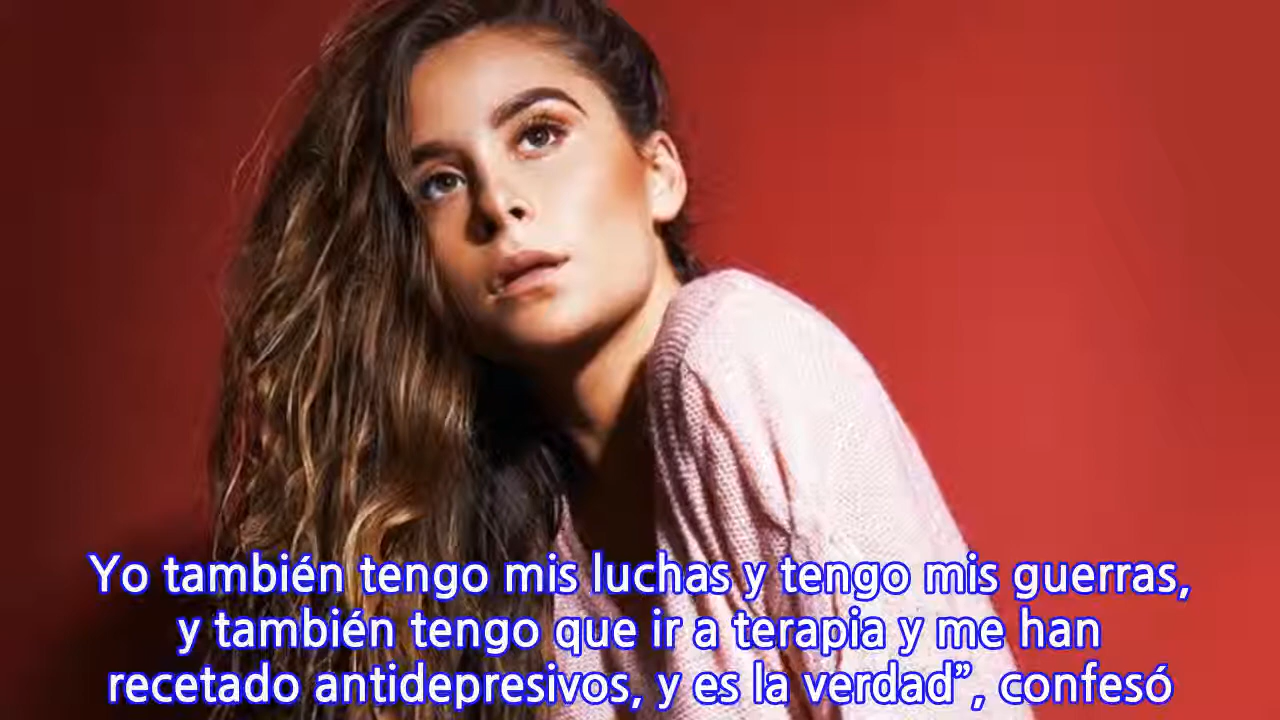 Yo también tengo mis luchas y tengo mis guerras,
y también tengo que ir a terapia y me han
recetado antidepresivos, y es la verdad”, confesó